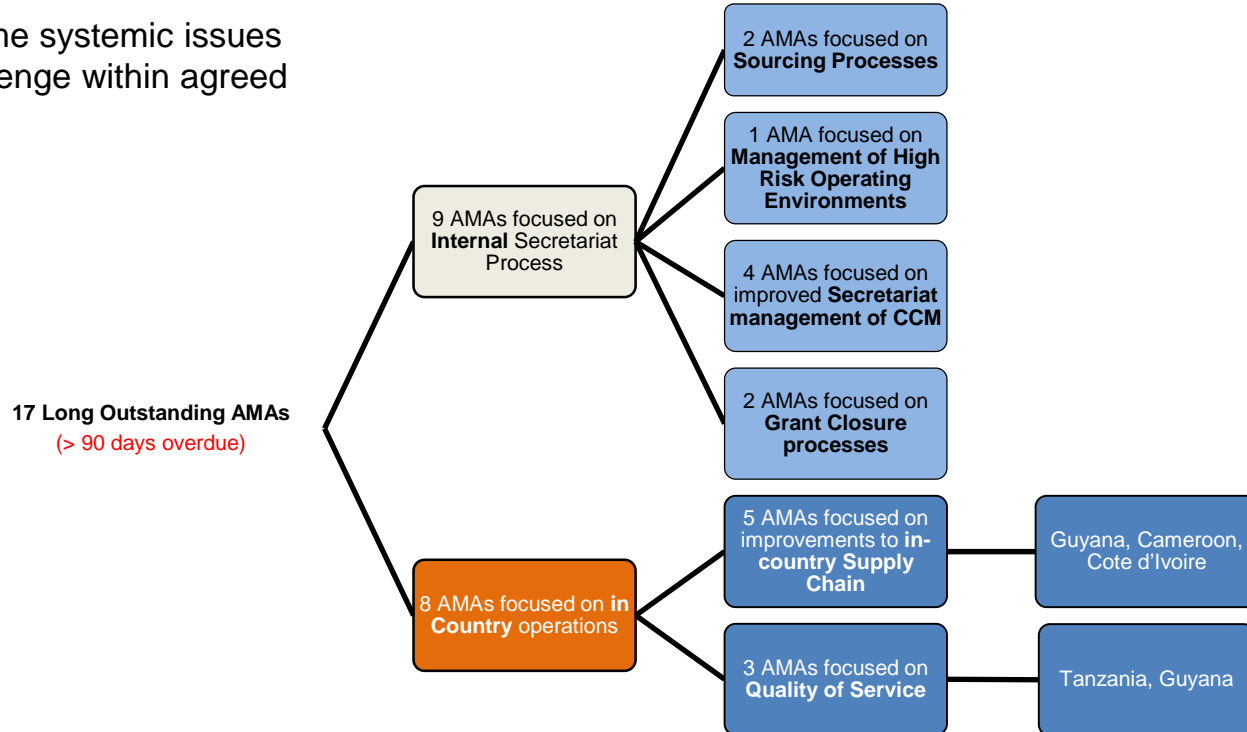 ne systemic issues
enge within agreed
2 AMAs focused on
Sourcing Processes
1 AMA focused on
Management of High
Risk Operating
Environments
9 AMAs focused on
Internal Secretariat
Process
4 AMAs focused on
improved Secretariat
management of CCM
2 AMAs focused on
Grant Closure
processes
17 Long Outstanding AMAs
(> 90 days overdue)
8 AMAs focused on in
Country operations
5 AMAs focused on
improvements to in-
country Supply
Chain
Guyana, Cameroon,
Cote d'Ivoire
3 AMAs focused on
Quality of Service
Tanzania, Guyana